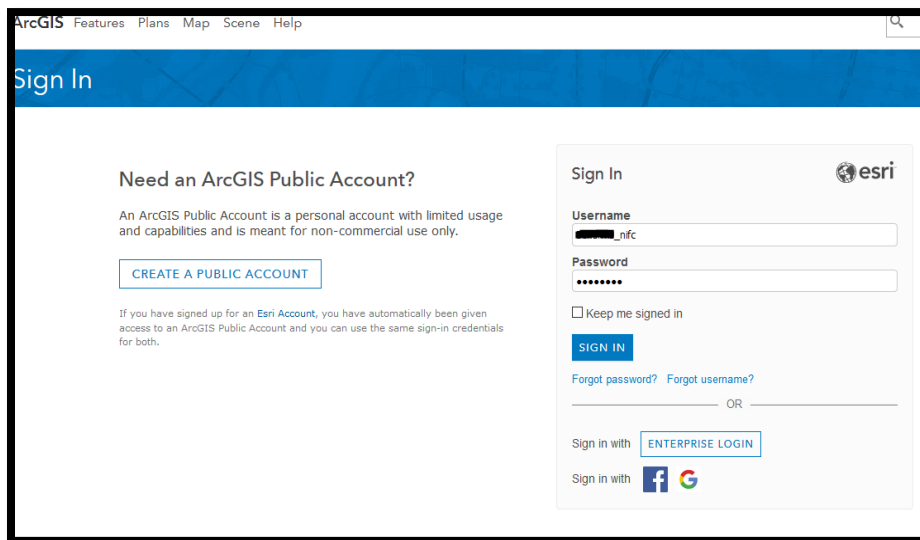 ArcGIS Features Plans Map Scene Help
Sign In
Need an ArcGIS Public Account?
An ArcGIS Public Account is a personal account with limited usage
and capabilities and is meant for non-commercial use only.
CREATE A PUBLIC ACCOUNT
If you have signed up for an Esri Account, you have automatically been given
access to an ArcGIS Public Account and you can use the same sign-in credentials
for both.
Sign In
esri
Username
_nifc
Password
Keep me signed in
SIGN IN
Forgot password? Forgot username?
OR
Sign in with ENTERPRISE LOGIN
Sign in with f G